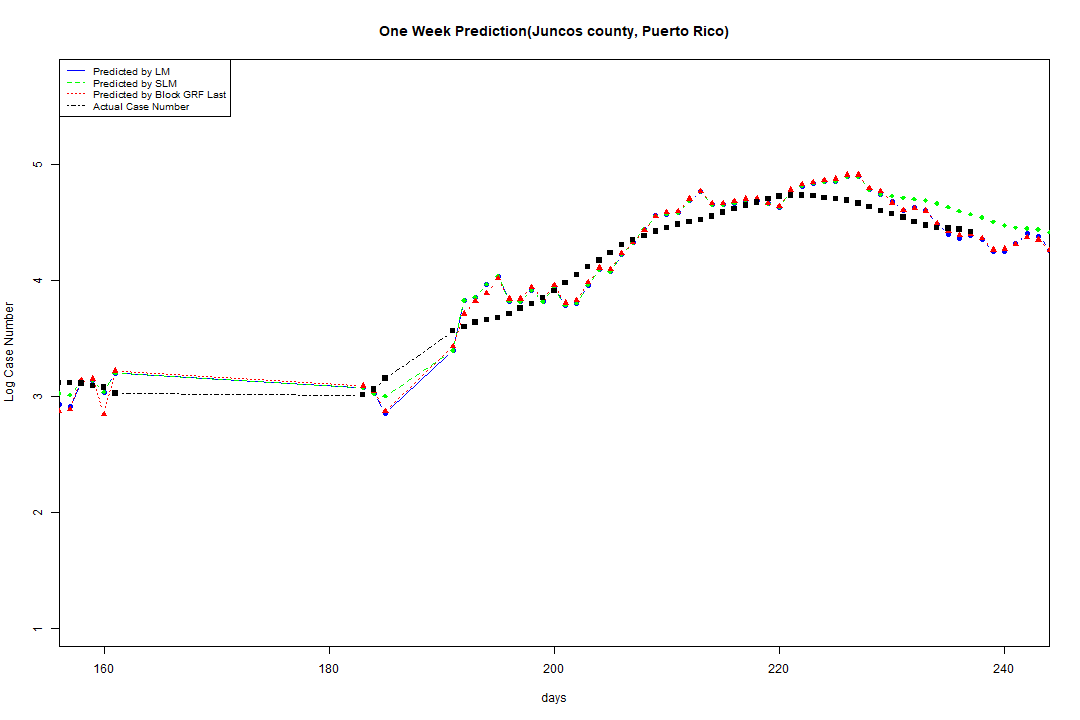 One Week Prediction(Juncos county, Puerto Rico)
Predicted by LM
Predicted by SLM
Predicted by Block GRF Last
Actual Case Number
5
4
3
2
1
Log Case Number
160 180 200 220 240
days